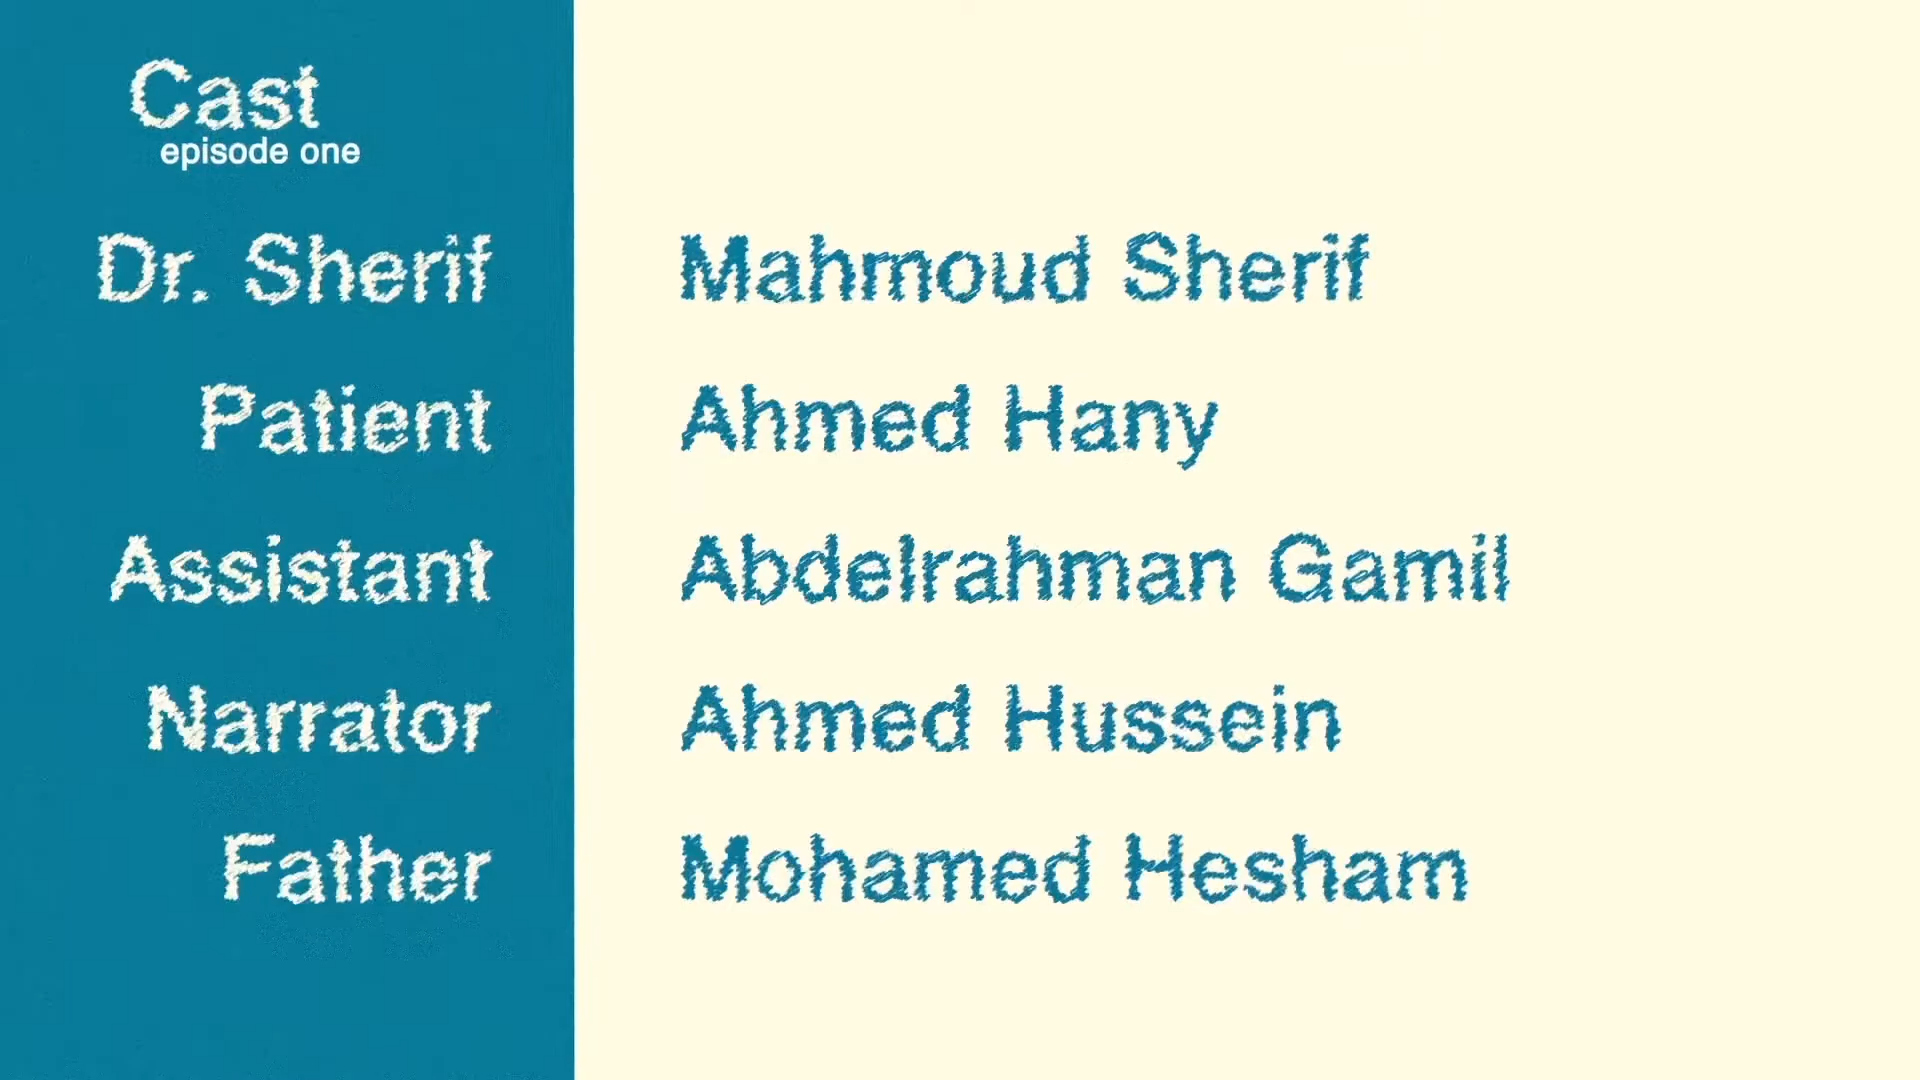 Cast
episode one
Dr. Sherif Mahmoud Sherif
Patient Ahmed Hany
Assistant Abdelrahman Gamil
Narrator Ahmed Hussein
Father Mohamed Hesham